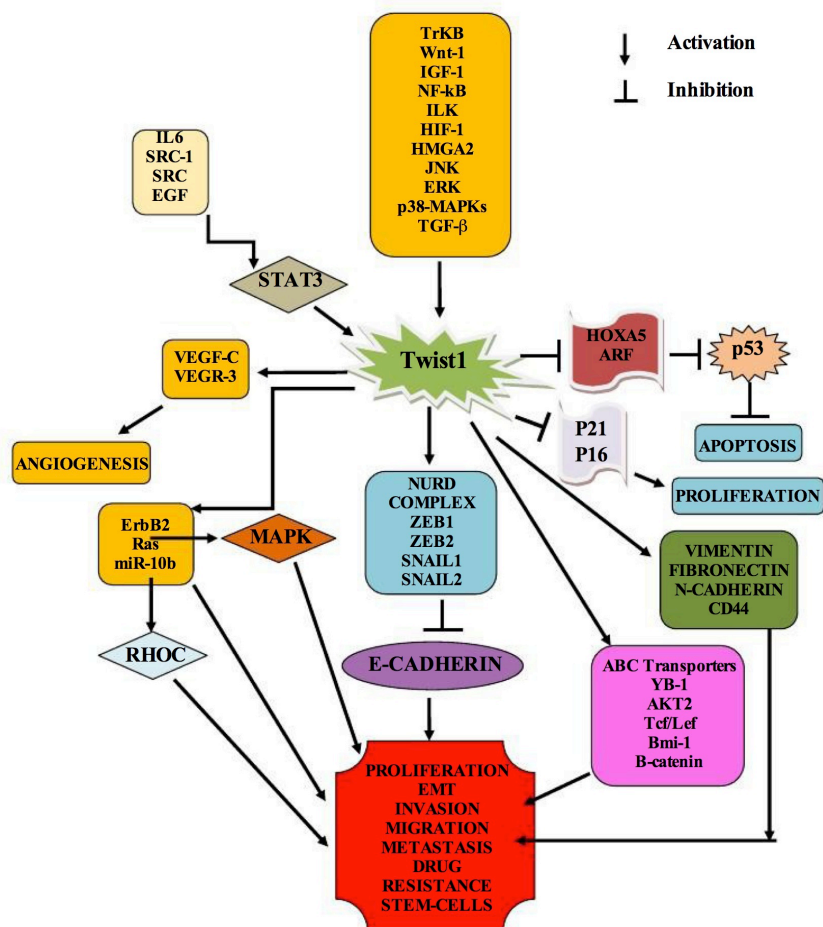 TrKB
Wnt-1
IGF-1
NF-kB
ILK
HIF-1
HMGA2
JNK
ERK
p38-MAPKs
TGF-β
Activation
Inhibition
IL6
SRC-1
SRC
EGF
STAT3
Twist1
HOXA5
ARF
p53
VEGF-C
VEGR-3
P21
P16
APOPTOSIS
ANGIOGENESIS
PROLIFERATION
NURD
COMPLEX
ZEB1
ZEB2
SNAIL1
SNAIL2
ErbB2
Ras
miR-10b
MAPK
VIMENTIN
FIBRONECTIN
N-CADHERIN
CD44
RHOC
E-CADHERIN
ABC Transporters
YB-1
AKT2
Tcf/Lef
Bmi-1
B-catenin
PROLIFERATION
EMT
INVASION
MIGRATION
METASTASIS
DRUG
RESISTANCE
STEM-CELLS